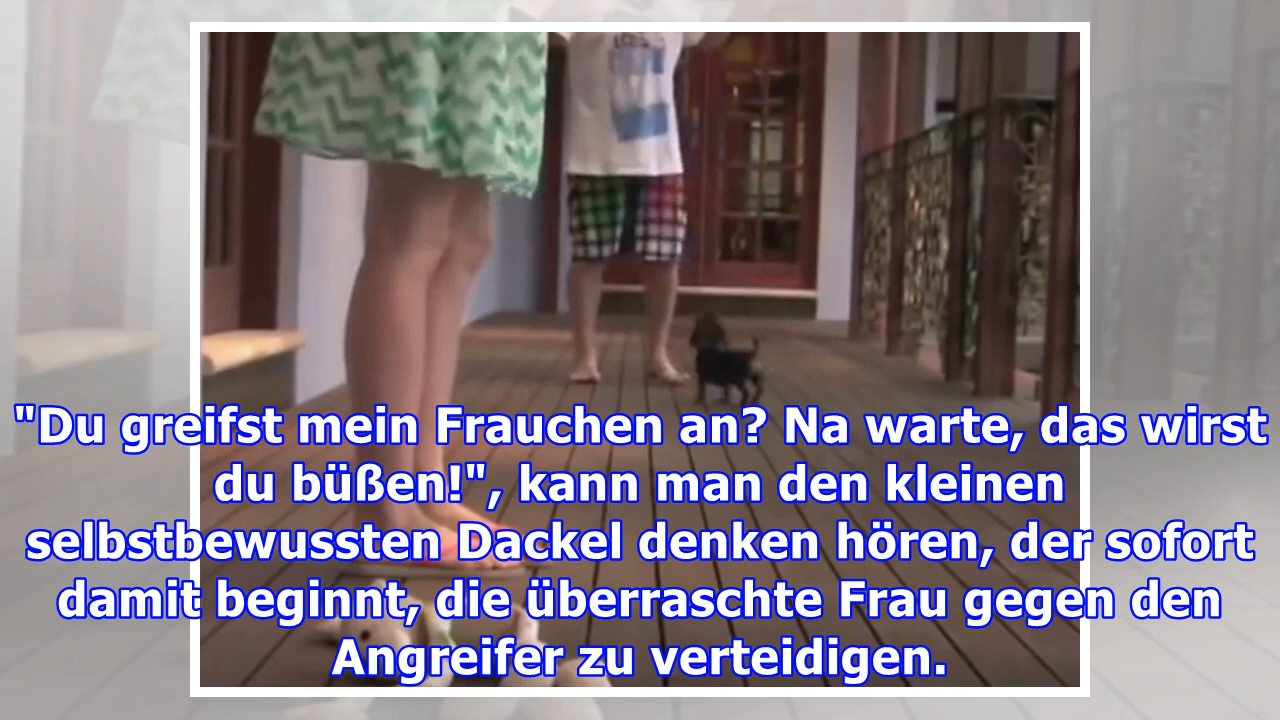 "Du greifst mein Frauchen an? Na warte, das wirst
du büßen!", kann man den kleinen
selbstbewussten Dackel denken hören, der sofort
damit beginnt, die überraschte Frau gegen den
Angreifer zu verteidigen.